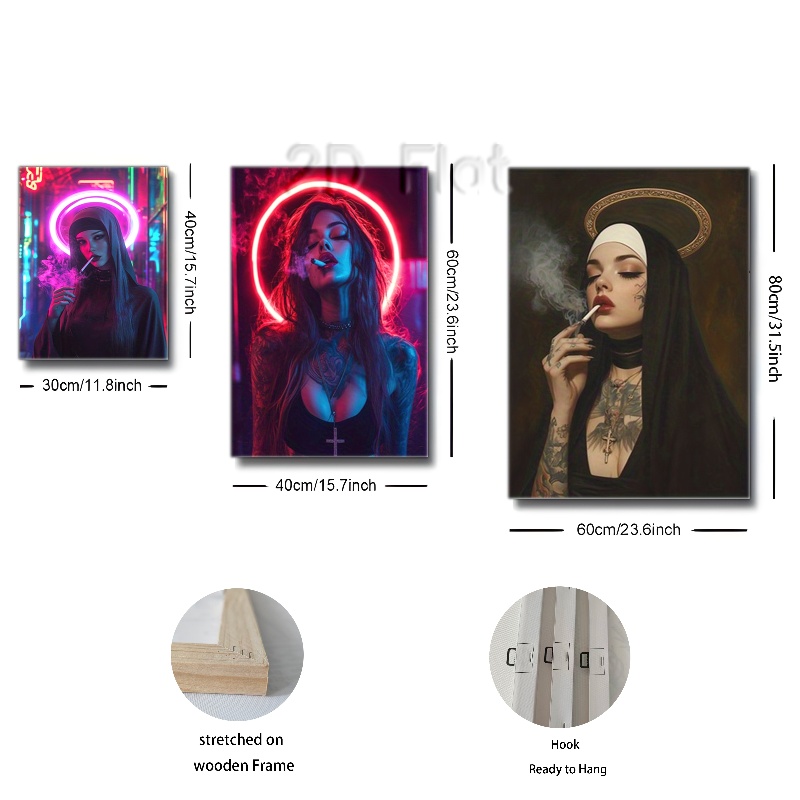 2D Flat
40cm/15.7inch
30cm/11.8inch
60cm/23.6inch
40cm/15.7inch
80cm/31.5inch
60cm/23.6inch
stretched on
wooden Frame
Hook
Ready to Hang